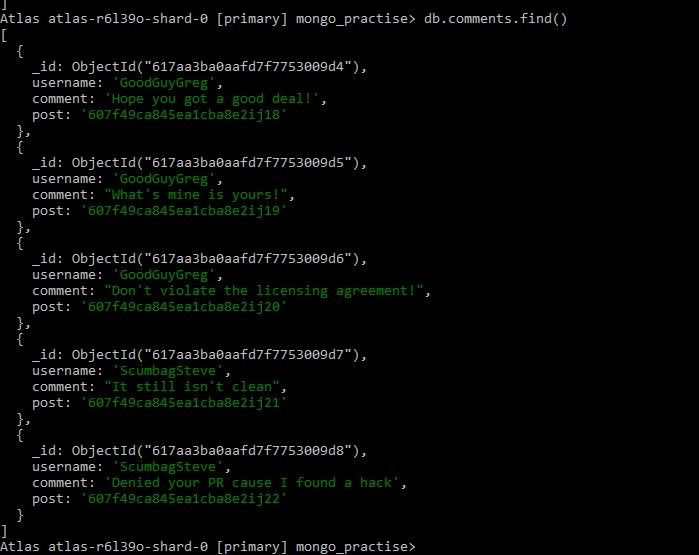 ]
Atlas atlas-r6l39o-shard-0 [primary] mongo_practise> db.comments.find()
[
  {
    _id: ObjectId("617aa3ba0aafd7f7753009d4"),
    username: 'GoodGuyGreg',
    comment: 'Hope you got a good deal!',
    post: '607f49ca845ea1cba8e2ij18'
  },
  {
    _id: ObjectId("617aa3ba0aafd7f7753009d5"),
    username: 'GoodGuyGreg',
    comment: "What's mine is yours!",
    post: '607f49ca845ea1cba8e2ij19'
  },
  {
    _id: ObjectId("617aa3ba0aafd7f7753009d6"),
    username: 'GoodGuyGreg',
    comment: "Don't violate the licensing agreement!",
    post: '607f49ca845ea1cba8e2ij20'
  },
  {
    _id: ObjectId("617aa3ba0aafd7f7753009d7"),
    username: 'ScumbagSteve',
    comment: "It still isn't clean",
    post: '607f49ca845ea1cba8e2ij21'
  },
  {
    _id: ObjectId("617aa3ba0aafd7f7753009d8"),
    username: 'ScumbagSteve',
    comment: 'Denied your PR cause I found a hack',
    post: '607f49ca845ea1cba8e2ij22'
  }
]
Atlas atlas-r6l39o-shard-0 [primary] mongo_practise>